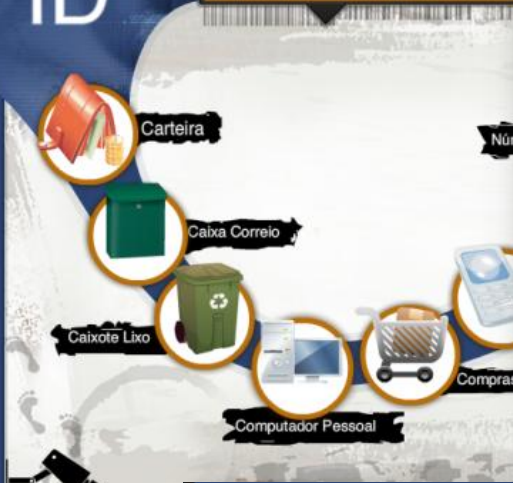 ID
Carteira
Caixa Correio
Caixote Lixo
Compras
Computador Pessoal